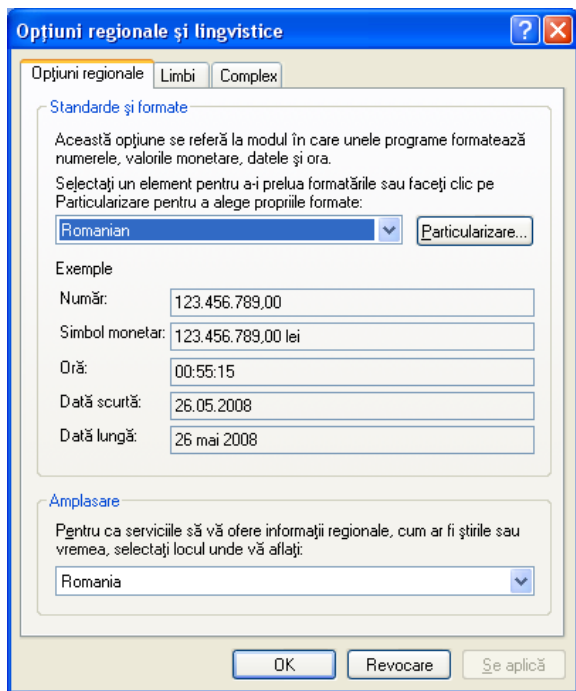 Opțiuni regionale și lingvistice
Opțiuni regionale Limbi Complex
Standarde și formate
Această opțiune se referă la modul în care unele programe formatează
numerele, valorile monetare, datele și ora.
Selectați un element pentru a-i prelua formatările sau faceți clic pe
Particularizare pentru a alege propriile formate:
Romanian Particularizare...
Exemple
Număr: 123.456.789,00
Simbol monetar: 123.456.789,00 lei
Oră: 00:55:15
Dată scurtă: 26.05.2008
Dată lungă: 26 mai 2008
Amplasare
Pentru ca serviciile să vă ofere informații regionale, cum ar fi știrile sau
vremea, selectați locul unde vă aflați:
Romania
OK Revocare Se aplică